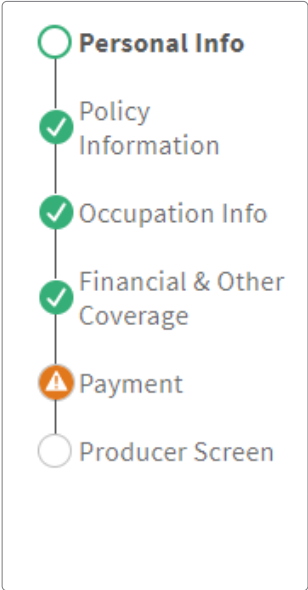 Personal Info
Policy
Information
Occupation Info
Financial & Other
Coverage
Payment
Producer Screen